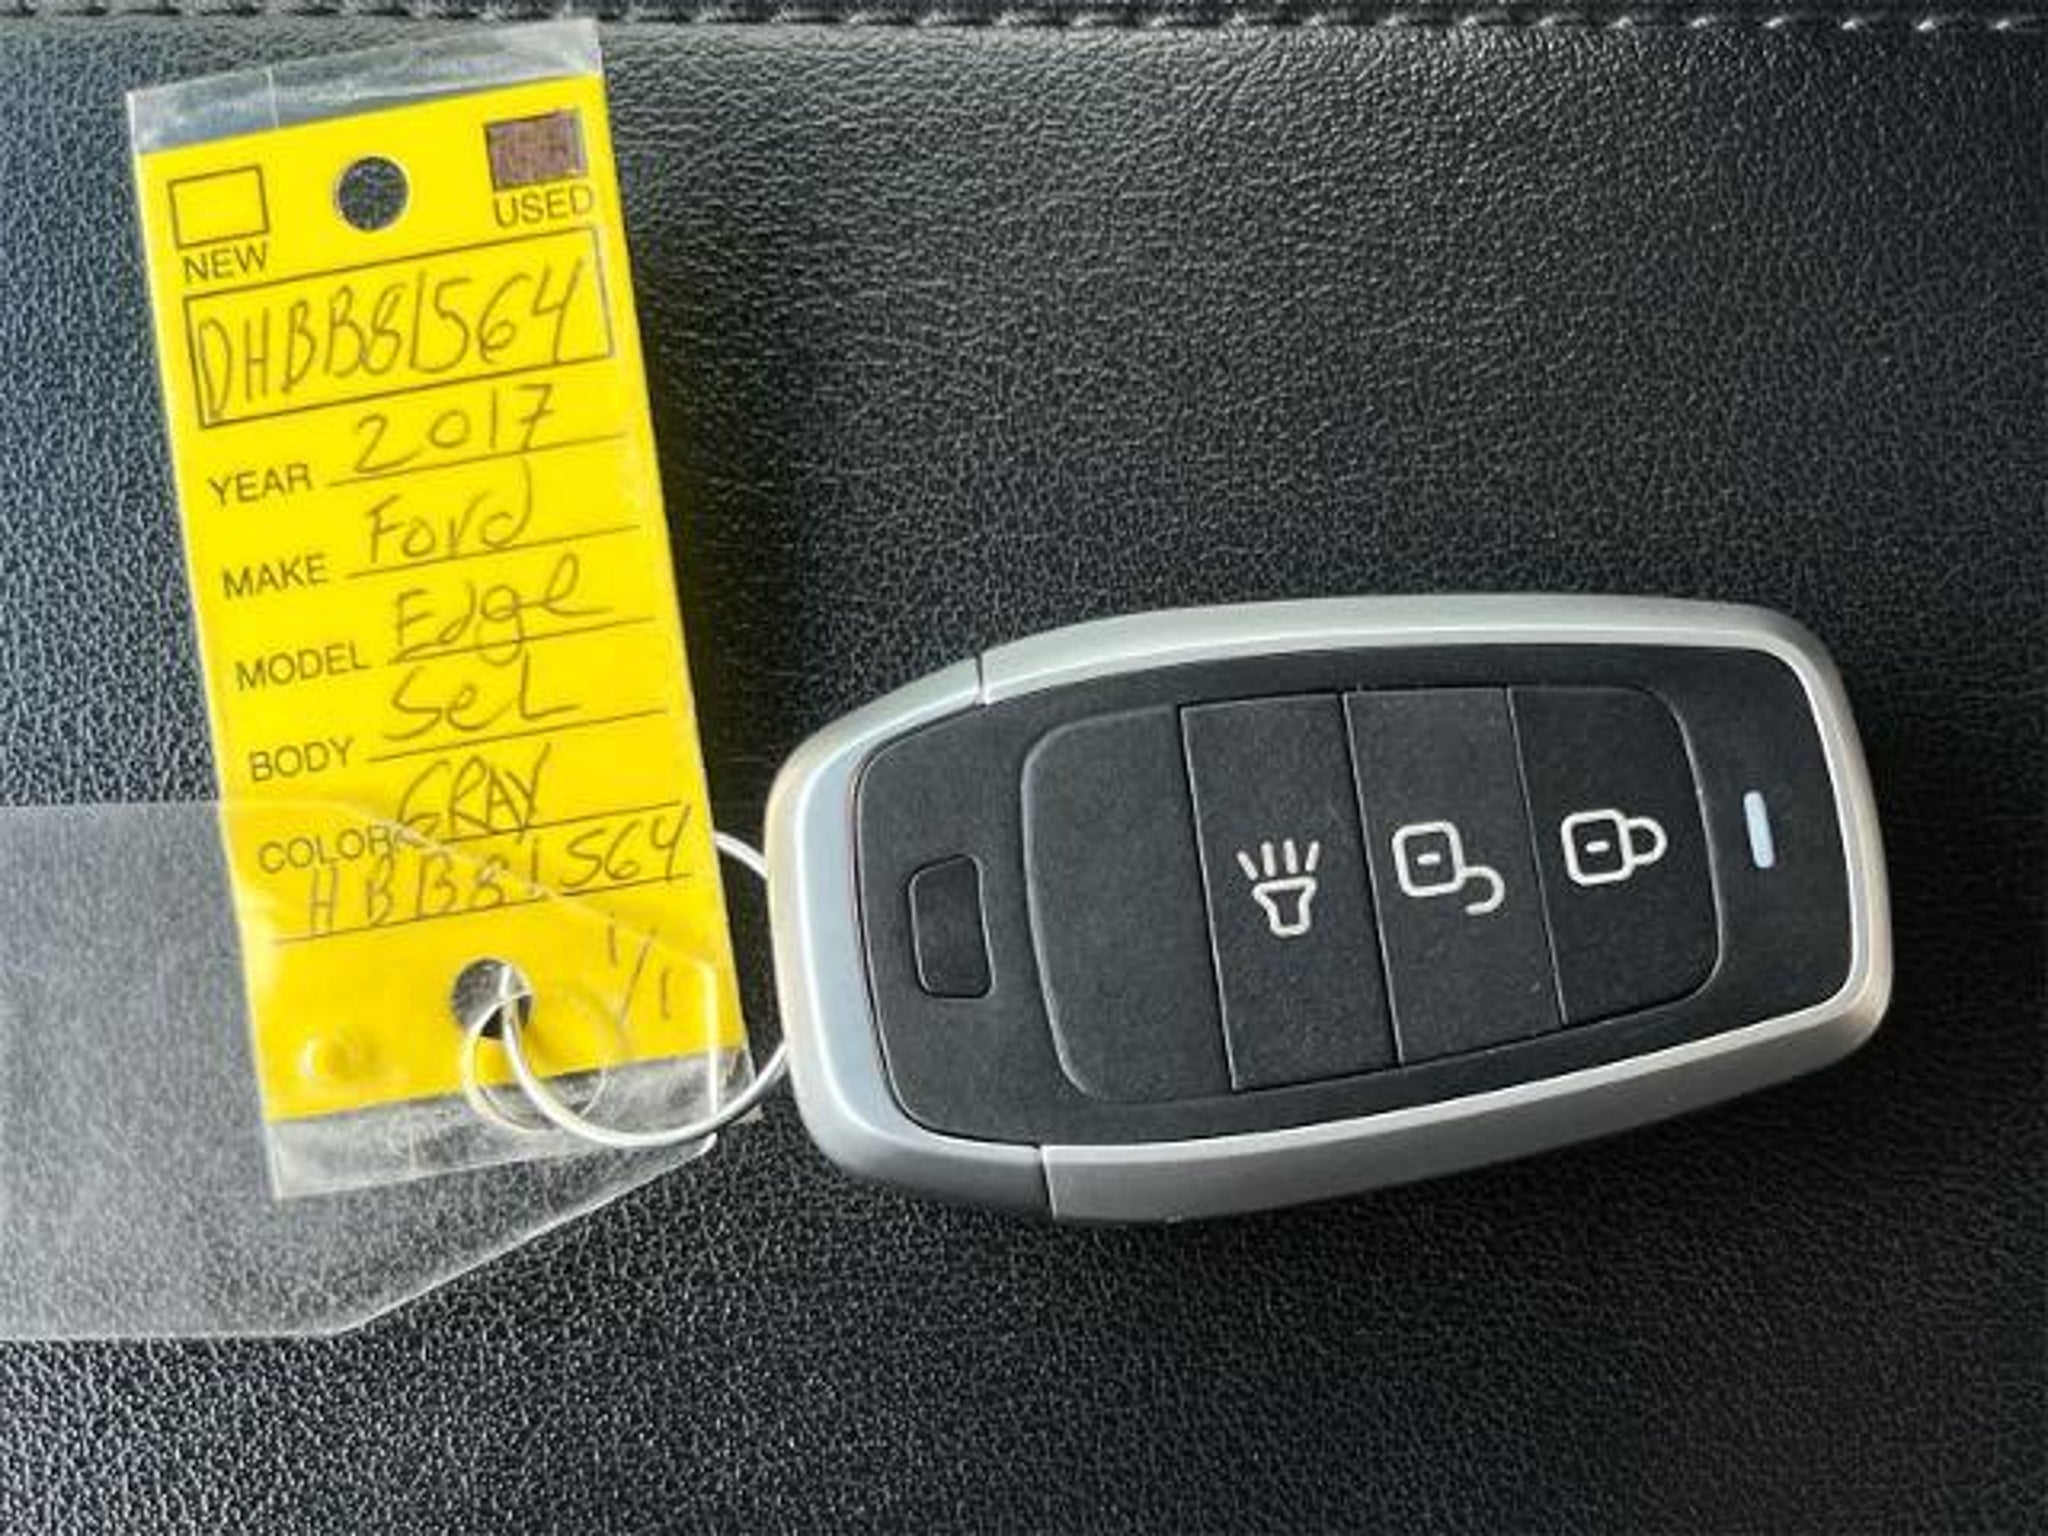 NEW USED
DHBB81564
YEAR 2017
MAKE Ford
MODEL Edge
BODY SeL
COLOR GRAY
HBB81564
1/1